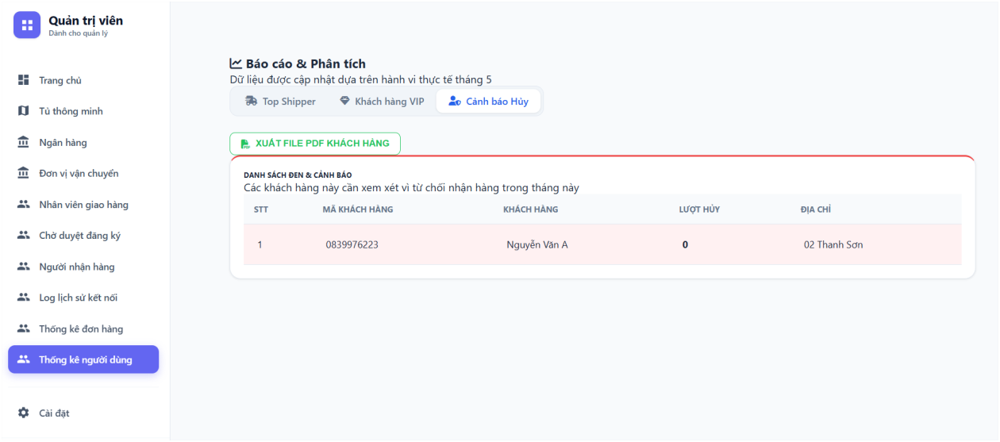 Quản trị viên
Dành cho quản lý
Trang chủ
Tủ thông minh
Ngân hàng
Đơn vị vận chuyển
Nhân viên giao hàng
Chờ duyệt đăng ký
Người nhận hàng
Log lịch sử kết nối
Thống kê đơn hàng
Thống kê người dùng
Cài đặt
Báo cáo & Phân tích
Dữ liệu được cập nhật dựa trên hành vi thực tế tháng 5
Top Shipper Khách hàng VIP Cảnh báo Hủy
XUẤT FILE PDF KHÁCH HÀNG
DANH SÁCH ĐEN & CẢNH BÁO
Các khách hàng này cần xem xét vì từ chối nhận hàng trong tháng này
STT MÃ KHÁCH HÀNG KHÁCH HÀNG LƯỢT HỦY ĐỊA CHỈ
1 0839976223 Nguyễn Văn A 0 02 Thanh Sơn